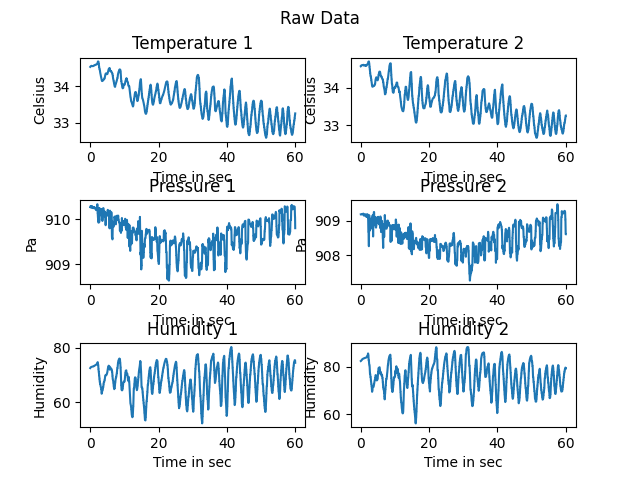 Raw Data
Temperature 1
Temperature 2
Celsius
34
33
0
20
40
60
Time in sec
Celsius
34
33
0
20
40
60
Time in sec
Pressure 1
Pressure 2
Pa
910
909
0
20
40
60
Time in sec
Pa
909
908
0
20
40
60
Time in sec
Humidity 1
Humidity 2
Humidity
80
60
0
20
40
60
Time in sec
Humidity
80
60
0
20
40
60
Time in sec